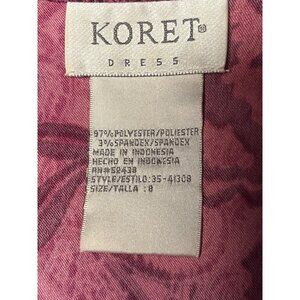 KORET®
DRESS
97%POLYESTER/POLIESTER
3%SPANDEX/SPANDEX
MADE IN INDONESIA
HECHO EN INDONESIA
RN#52438
STYLE/ESTILO:35-41308
SIZE/TALLA : 8